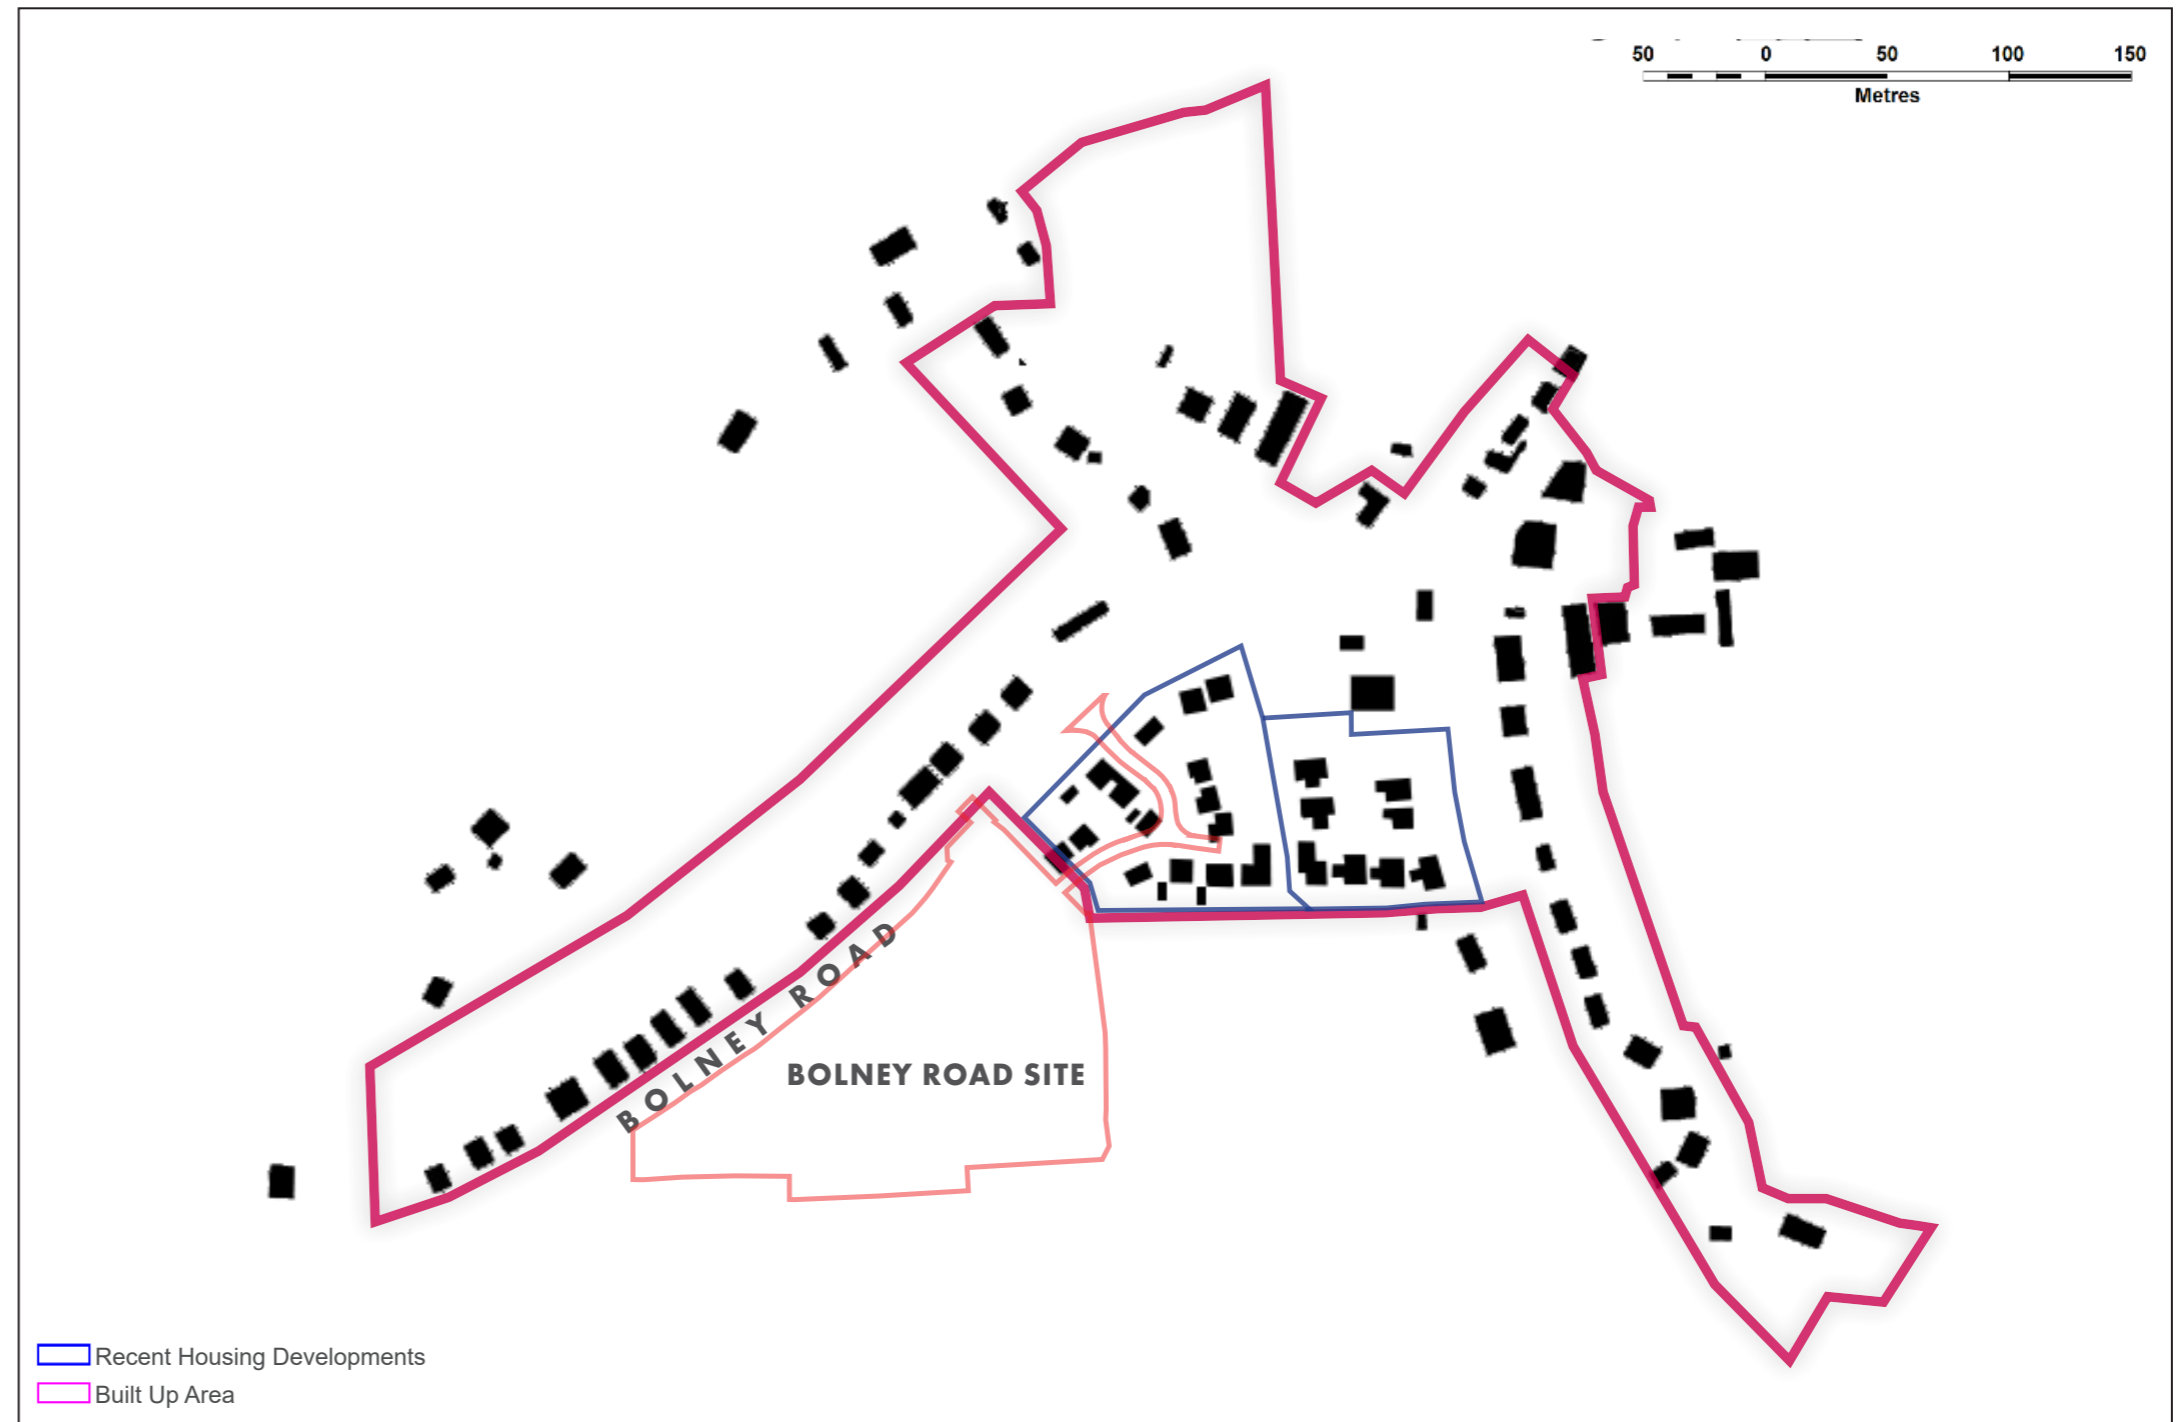 50 0 50 100 150
Metres
BOLNEY ROAD
BOLNEY ROAD SITE
Recent Housing Developments
Built Up Area